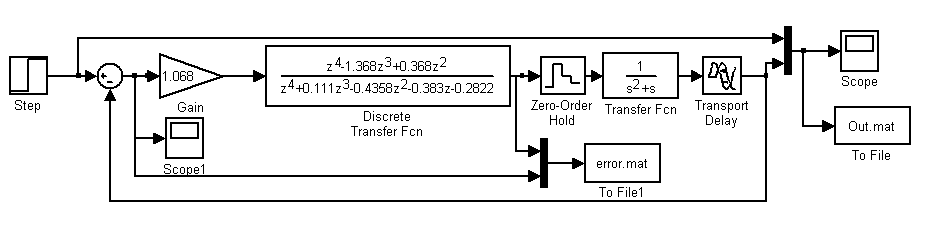 Step
+
-
1.068
Gain
z4-1.368z3+0.368z2
z4+0.111z3-0.4358z2-0.383z-0.2822
Discrete
Transfer Fcn
Zero-Order
Hold
1
s2+s
Transfer Fcn
Transport
Delay
Scope
Out.mat
To File
Scope1
error.mat
To File1